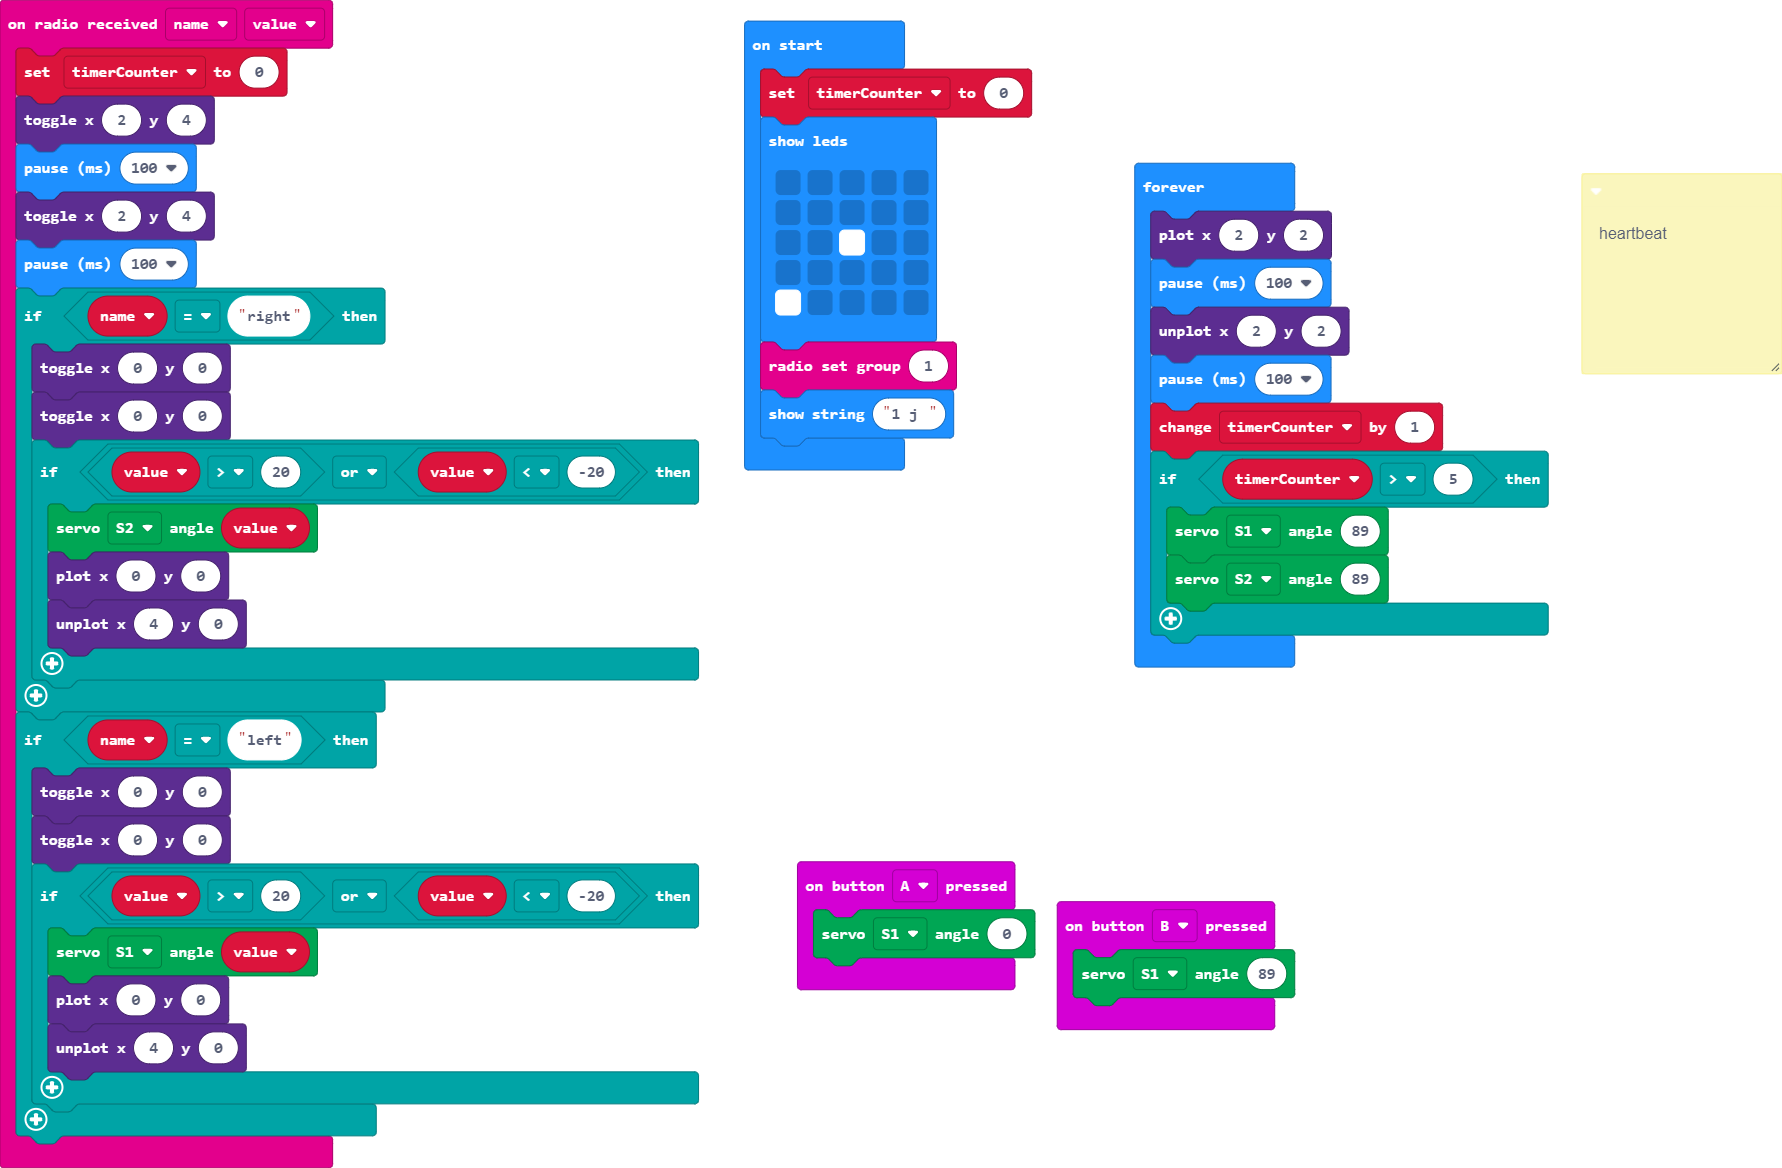 on radio received name value
set timerCounter to 0
toggle x 2 y 4
pause (ms) 100
toggle x 2 y 4
pause (ms) 100
if name = "right" then
toggle x 0 y 0
toggle x 0 y 0
if value > 20 or value < -20 then
servo S2 angle value
plot x 0 y 0
unplot x 4 y 0
if name = "left" then
toggle x 0 y 0
toggle x 0 y 0
if value > 20 or value < -20 then
servo S1 angle value
plot x 0 y 0
unplot x 4 y 0
on start
set timerCounter to 0
show leds
radio set group 1
show string "1 j "
forever
plot x 2 y 2
pause (ms) 100
unplot x 2 y 2
pause (ms) 100
change timerCounter by 1
if timerCounter > 5 then
servo S1 angle 89
servo S2 angle 89
heartbeat
on button A pressed
servo S1 angle 0
on button B pressed
servo S1 angle 89